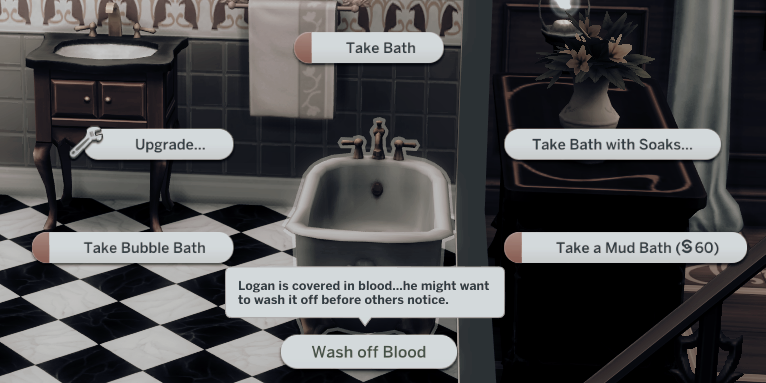 Take Bath
Upgrade...
Take Bath with Soaks...
Take Bubble Bath
Take a Mud Bath (§60)
Logan is covered in blood...he might want
to wash it off before others notice.
Wash off Blood